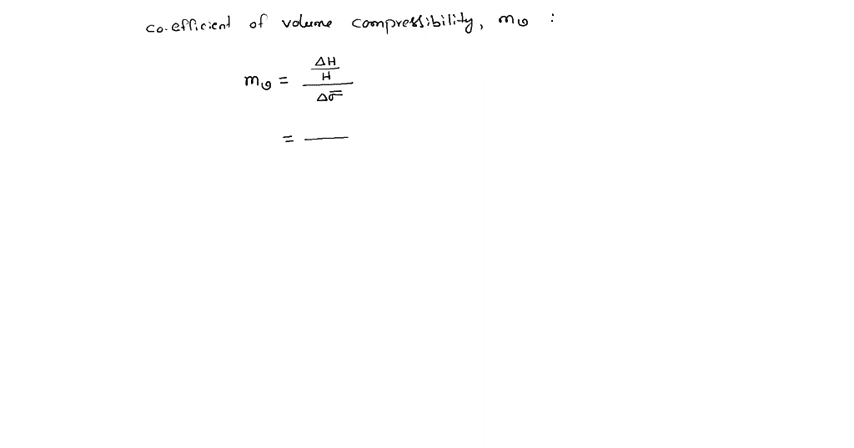 co.efficient of volume compressibility, mv :
mv = ΔH/H / Δσ̅
= —